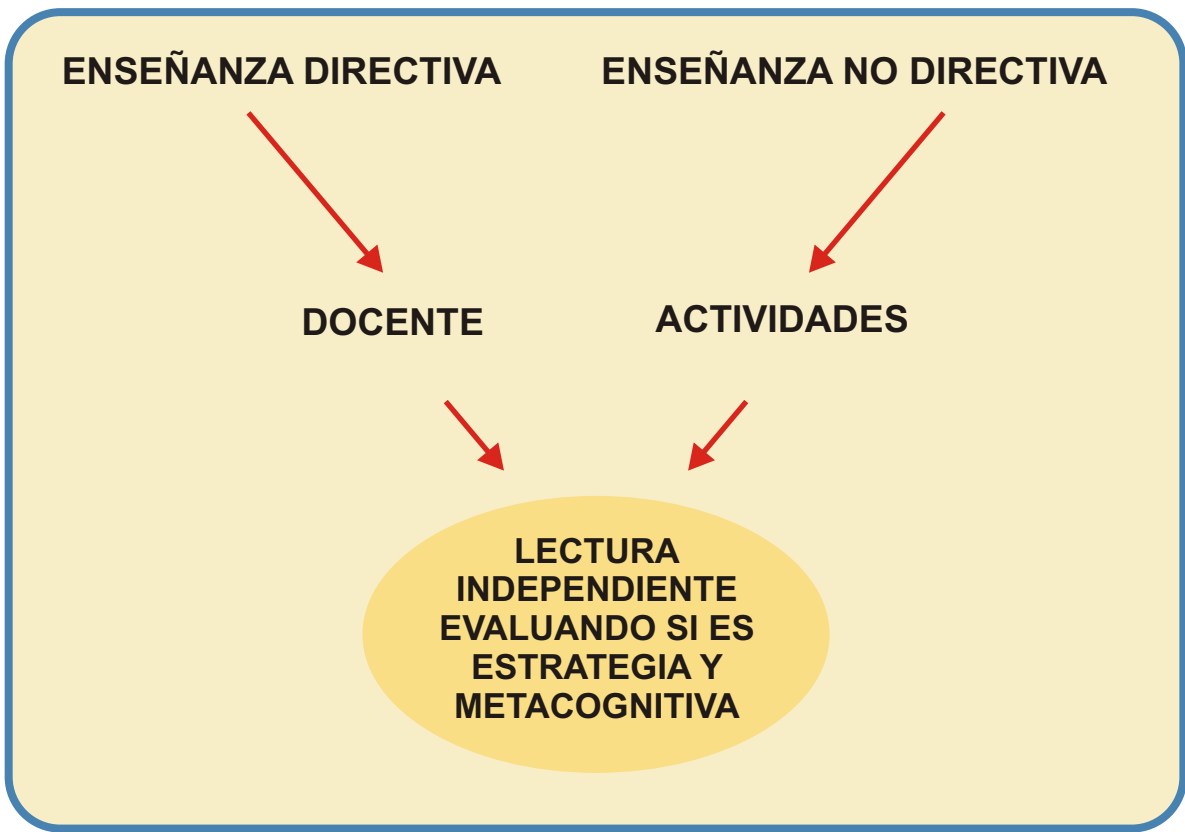 ENSEÑANZA DIRECTIVA
ENSEÑANZA NO DIRECTIVA
DOCENTE
ACTIVIDADES
LECTURA
INDEPENDIENTE
EVALUANDO SI ES
ESTRATEGIA Y
METACOGNITIVA